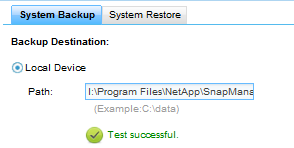 System Backup System Restore
Backup Destination:
Local Device
Path: I:\Program Files\NetApp\SnapMana
(Example:C:\data)
Test successful.